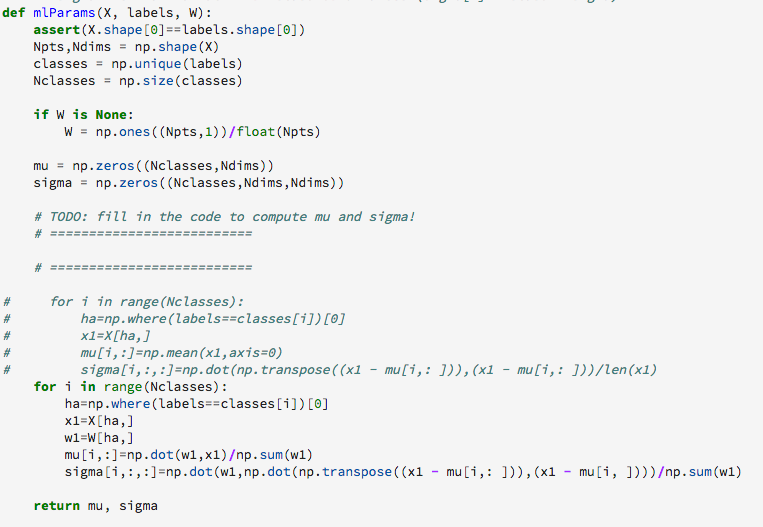 def mlParams(X, labels, W):
    assert(X.shape[0]==labels.shape[0])
    Npts,Ndims = np.shape(X)
    classes = np.unique(labels)
    Nclasses = np.size(classes)

    if W is None:
        W = np.ones((Npts,1))/float(Npts)

    mu = np.zeros((Nclasses,Ndims))
    sigma = np.zeros((Nclasses,Ndims,Ndims))

    # TODO: fill in the code to compute mu and sigma!
    # ==========================

    # ==========================

#     for i in range(Nclasses):
#         ha=np.where(labels==classes[i])[0]
#         x1=X[ha,]
#         mu[i,:]=np.mean(x1,axis=0)
#         sigma[i,:,:]=np.dot(np.transpose((x1 - mu[i,: ])),(x1 - mu[i,: ]))/len(x1)
    for i in range(Nclasses):
        ha=np.where(labels==classes[i])[0]
        x1=X[ha,]
        w1=W[ha,]
        mu[i,:]=np.dot(w1,x1)/np.sum(w1)
        sigma[i,:,:]=np.dot(w1,np.dot(np.transpose((x1 - mu[i,: ])),(x1 - mu[i, ])))/np.sum(w1)

    return mu, sigma